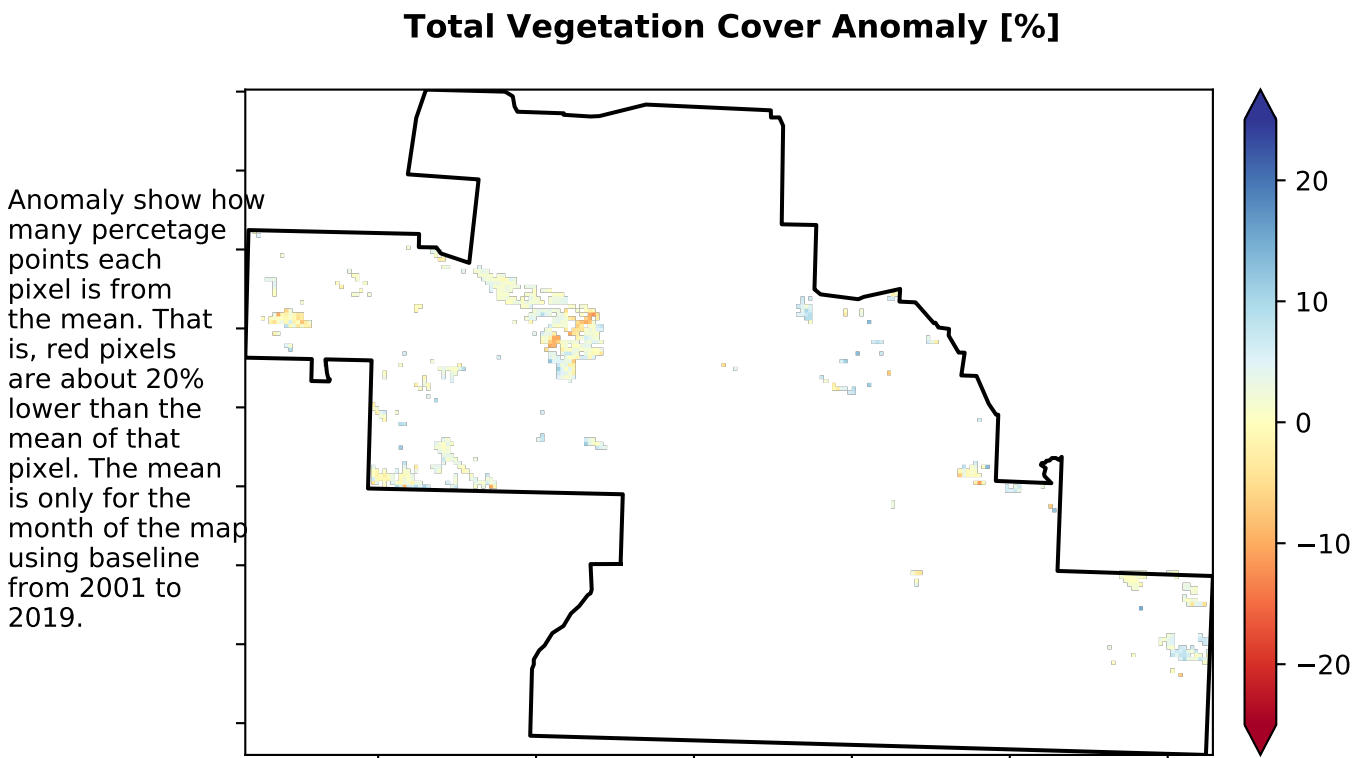 Total Vegetation Cover Anomaly [%]
Anomaly show how
many percetage
points each
pixel is from
the mean. That
is, red pixels
are about 20%
lower than the
mean of that
pixel. The mean
is only for the
month of the map
using baseline
from 2001 to
2019.
20
10
0
−10
−20